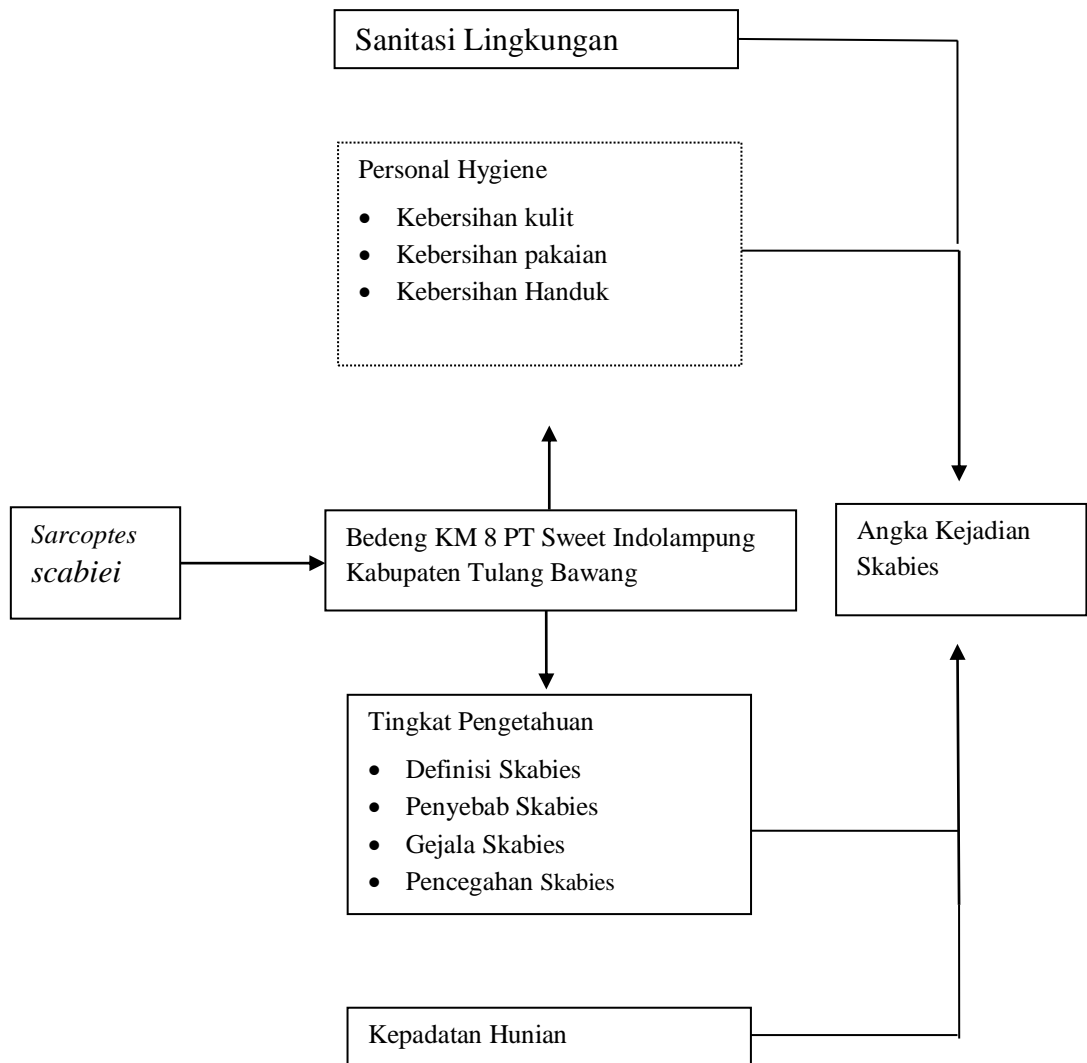 Sanitasi Lingkungan
Personal Hygiene
• Kebersihan kulit
• Kebersihan pakaian
• Kebersihan Handuk
Sarcoptes
scabiei
Bedeng KM 8 PT Sweet Indolampung
Kabupaten Tulang Bawang
Angka Kejadian
Skabies
Tingkat Pengetahuan
• Definisi Skabies
• Penyebab Skabies
• Gejala Skabies
• Pencegahan Skabies
Kepadatan Hunian